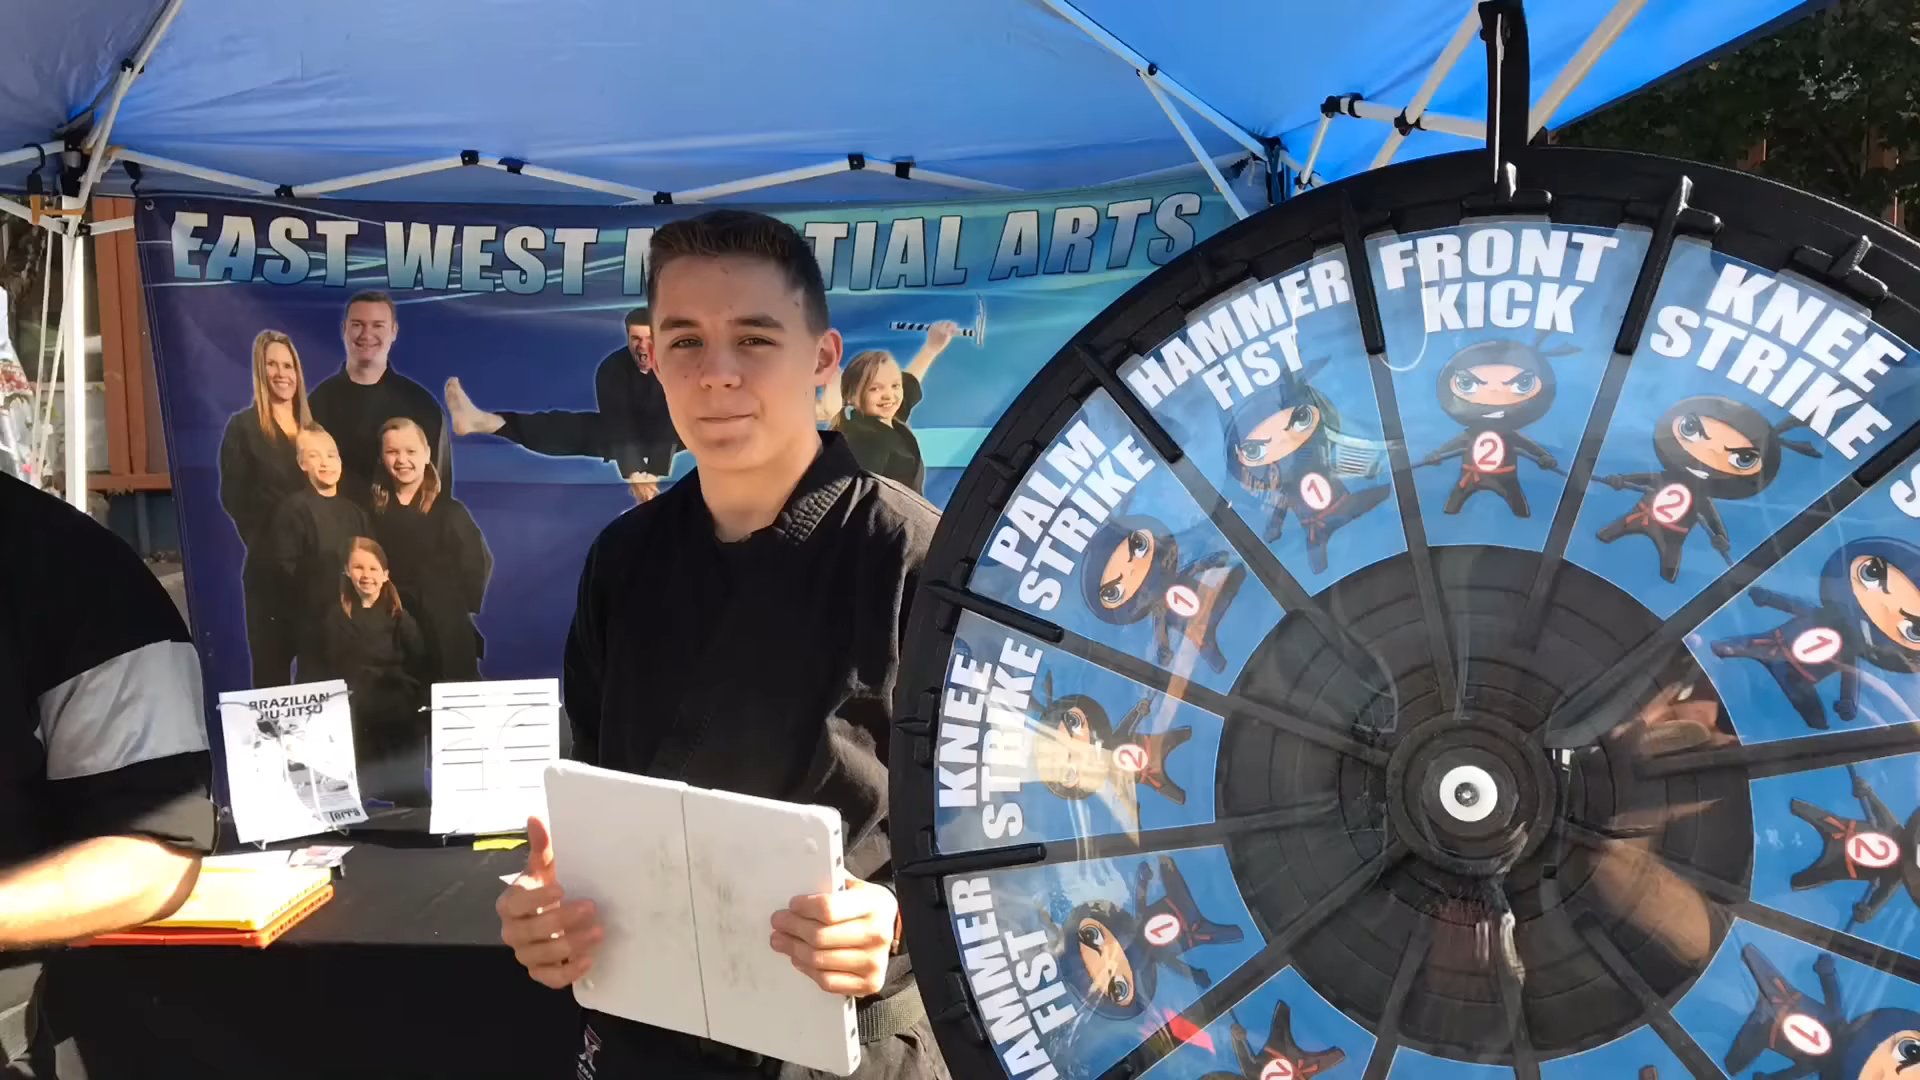 EAST WEST M TIAL ARTS
HAMMER
FIST
1
FRONT
KICK
2
KNEE
STRIKE
2
PALM
STRIKE
1
KNEE
STRIKE
2
HAMMER
FIST
1
1
2
1
2
BRAZILIAN
JIU-JITSU